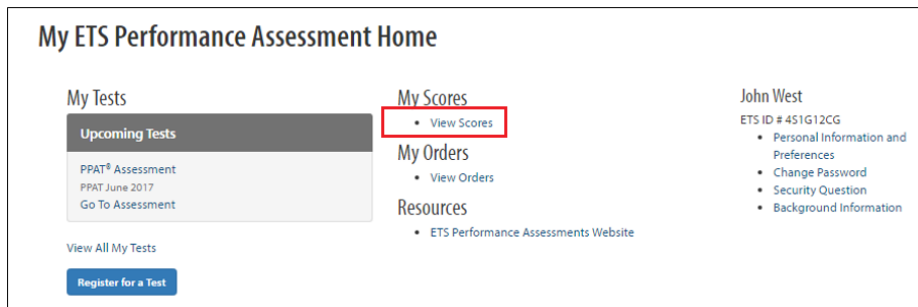 My ETS Performance Assessment Home
My Tests
Upcoming Tests
PPAT® Assessment
PPAT June 2017
Go To Assessment
View All My Tests
Register for a Test
My Scores
• View Scores
My Orders
• View Orders
Resources
• ETS Performance Assessments Website
John West
ETS ID # 4S1G12CG
• Personal Information and
Preferences
• Change Password
• Security Question
• Background Information